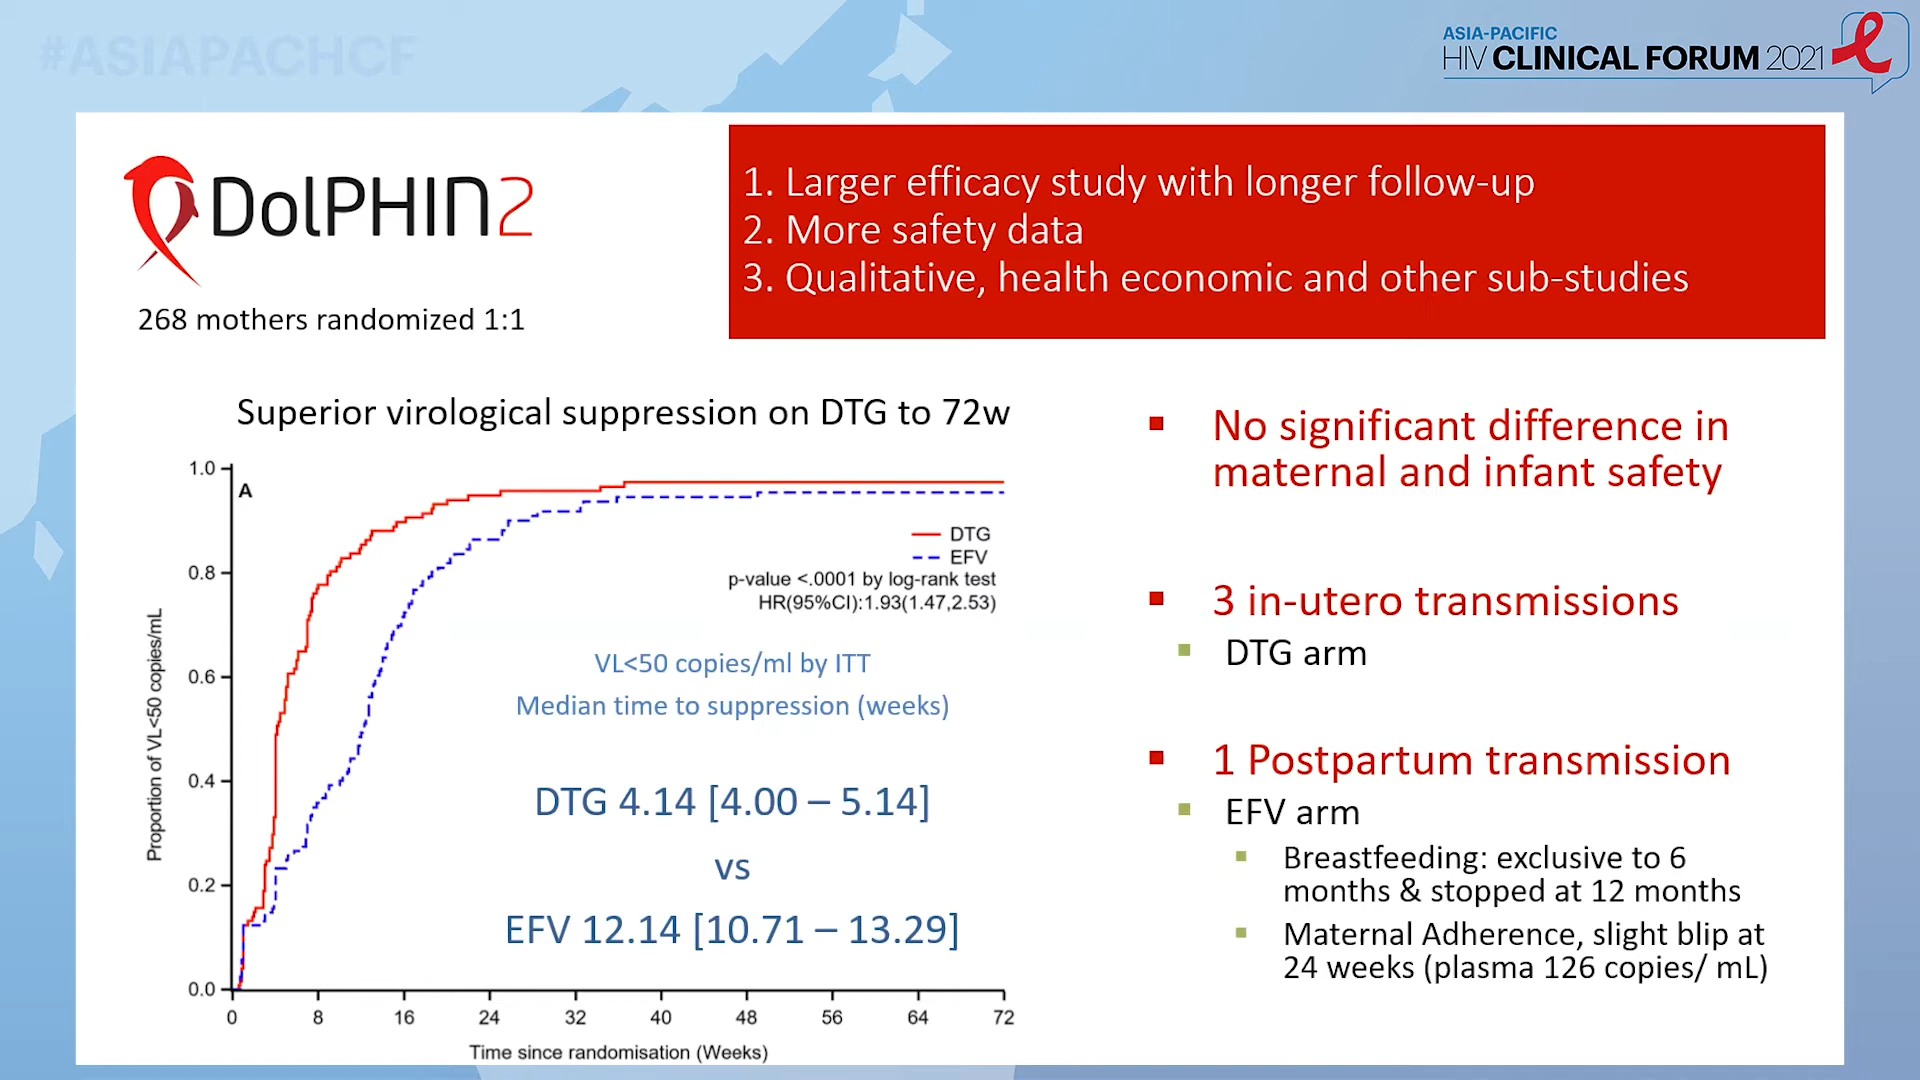 #ASIAPACHCF
ASIA-PACIFIC
HIV CLINICAL FORUM 2021
DolPHIN2
268 mothers randomized 1:1
1. Larger efficacy study with longer follow-up
2. More safety data
3. Qualitative, health economic and other sub-studies
Superior virological suppression on DTG to 72w
A
1.0
0.8
0.6
0.4
0.2
0.0
Proportion of VL<50 copies/mL
DTG
EFV
p-value <.0001 by log-rank test
HR(95%CI):1.93(1.47,2.53)
VL<50 copies/ml by ITT
Median time to suppression (weeks)
DTG 4.14 [4.00 – 5.14]
vs
EFV 12.14 [10.71 – 13.29]
0 8 16 24 32 40 48 56 64 72
Time since randomisation (Weeks)
No significant difference in
maternal and infant safety
3 in-utero transmissions
DTG arm
1 Postpartum transmission
EFV arm
Breastfeeding: exclusive to 6
months & stopped at 12 months
Maternal Adherence, slight blip at
24 weeks (plasma 126 copies/ mL)